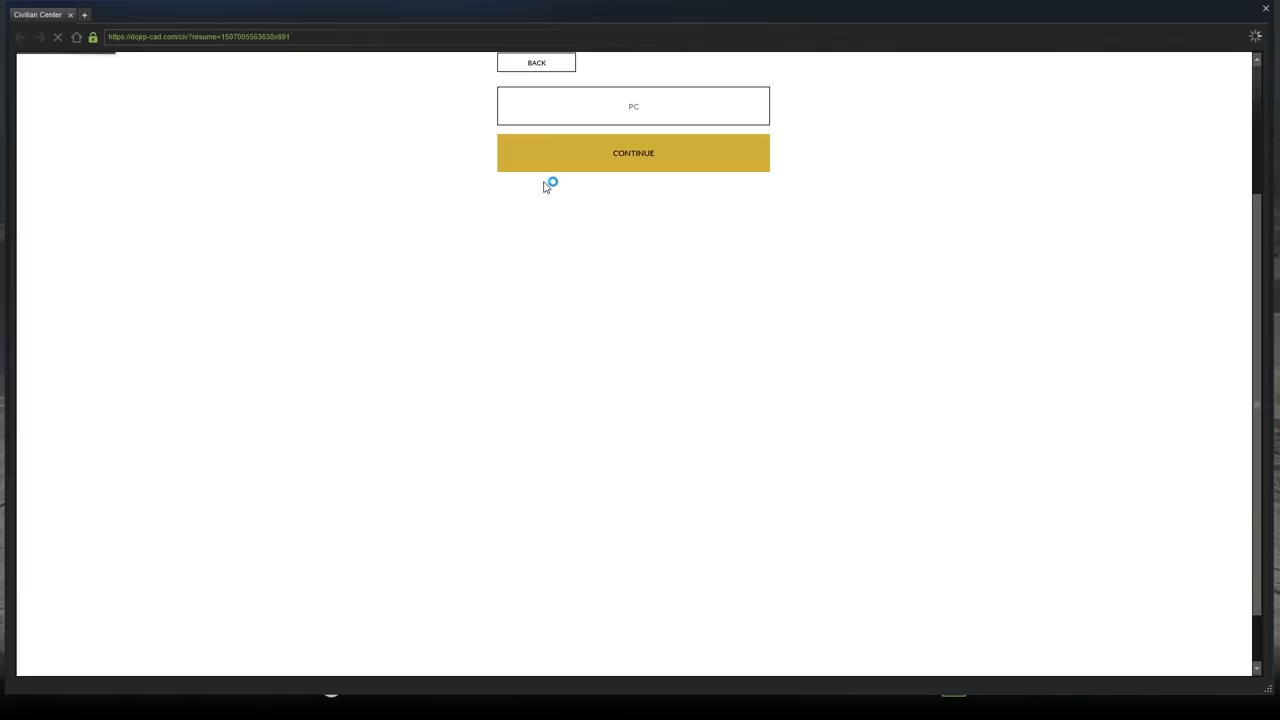 Civilian Center
https://dojrp-cad.com/civ?resume=1507005563638x691
BACK
PC
CONTINUE